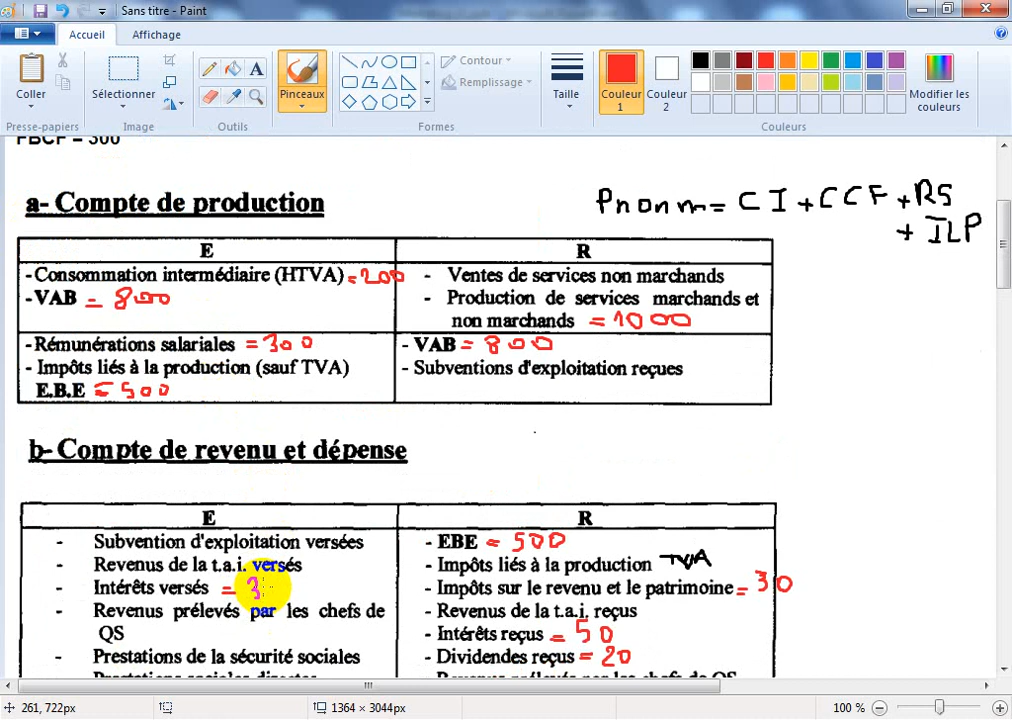 Sans titre - Paint
Accueil
Affichage
Coller
Sélectionner
Pinceaux
Contour
Remplissage
Taille
Couleur 1
Couleur 2
Modifier les couleurs
Presse-papiers
Image
Outils
Formes
Couleurs
FBCF = 300
a- Compte de production
Pnonm = CI + CCF + RS
+ ILP
E
R
- Consommation intermédiaire (HTVA) = 200
- VAB = 800
- Ventes de services non marchands
- Production de services marchands et
non marchands = 1000
- Rémunérations salariales = 300
- Impôts liés à la production (sauf TVA)
E.B.E = 500
- VAB = 800
- Subventions d'exploitation reçues
b- Compte de revenu et dépense
E
R
- Subvention d'exploitation versées
- Revenus de la t.a.i. versés
- Intérêts versés = 3
- Revenus prélevés par les chefs de
QS
- Prestations de la sécurité sociales
- EBE = 500
- Impôts liés à la production TVA
- Impôts sur le revenu et le patrimoine = 30
- Revenus de la t.a.i. reçus
- Intérêts reçus = 50
- Dividendes reçus = 20
261, 722px
1364 × 3044px
100 %